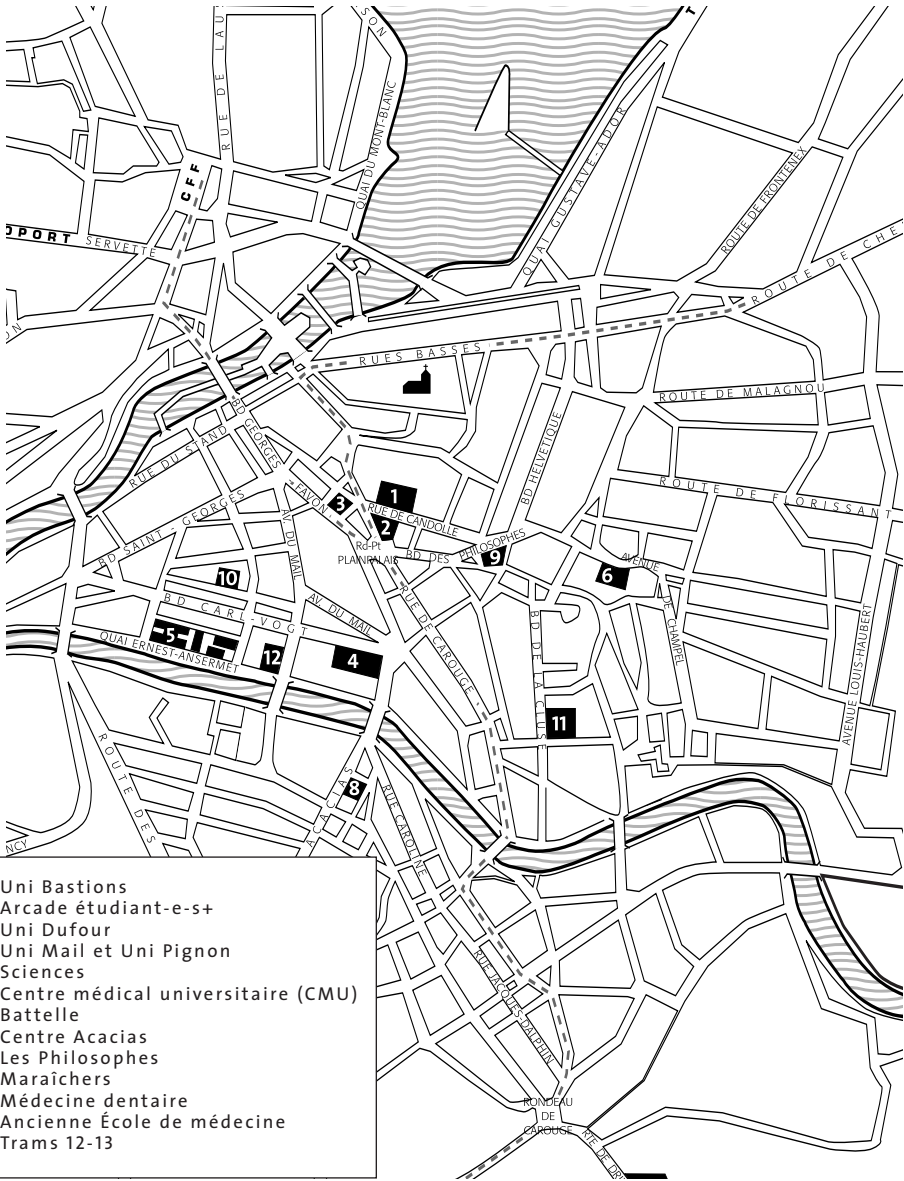 RUE DE LAU
SON
T
QUAI DU MONT-BLANC
QUAI GUSTAVE-ADOR
ROUTE DE FRONTENEX
CFF
OPORT SERVETTE
ROUTE DE CHE
ON
RUES BASSES
ROUTE DE MALAGNOU
BD GEORGES
FAVON
BD HELVETIQUE
RUE DU STAND
ROUTE DE FLORISSANT
BD SAINT-GEORGES
AV. DU MAIL
3
1
RUE DE CANDOLLE
2
Rd-Pt
PLAINPALAIS
BD DES PHILOSOPHES
9
AVENUE
DE CHAMPEL
6
10
BD CARL-VOGT
AV. DU MAIL
RUE DE CAROUGE
BD DE LA CLUSE
AVENUE LOUIS-HAUBERT
5
QUAI ERNEST-ANSERMET
12
4
11
ROUTE DES
8
ACACIAS
RUE CAROLINE
NCY
RUE JACQUES-DALPHIN
RONDEAU
DE
CAROUGE
RTE DE DRI
Uni Bastions
Arcade étudiant-e-s+
Uni Dufour
Uni Mail et Uni Pignon
Sciences
Centre médical universitaire (CMU)
Battelle
Centre Acacias
Les Philosophes
Maraîchers
Médecine dentaire
Ancienne École de médecine
Trams 12-13